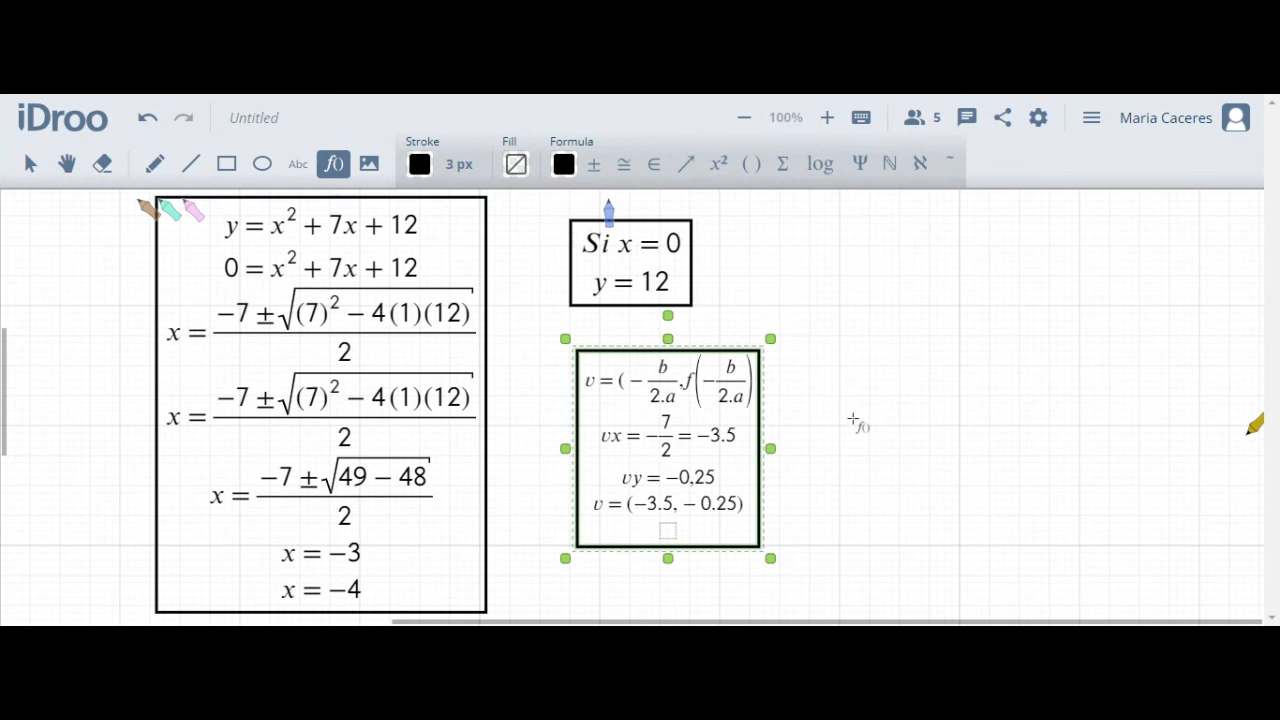 iDroo
Untitled
100%
5
Maria Caceres
Stroke
Fill
Formula
Abc
f()
3 px
± ≅ ∈ ↗ x² ( ) Σ log Ψ ℕ ℵ ~
y = x² + 7x + 12
0 = x² + 7x + 12
x = (−7 ± √((7)² − 4(1)(12))) / 2
x = (−7 ± √((7)² − 4(1)(12))) / 2
x = (−7 ± √(49 − 48)) / 2
x = −3
x = −4
Si x = 0
y = 12
v = ( − b/2.a , f(− b/2.a)
vx = − 7/2 = −3.5
vy = −0,25
v = (−3.5, − 0.25)
f()